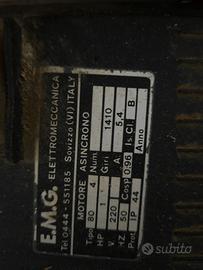 E.M.G. ELETTROMECCANICA
Tel 0444-551185 Sovizzo (VI) ITALY
MOTORE ASINCRONO
Tipo 80 4 Num.
HP 1 Giri 1410
V. 220 A. 5,4
HZ 50 Cosφ 0,96 Is.Cl. B
Prot. IP 44 Anno
subito